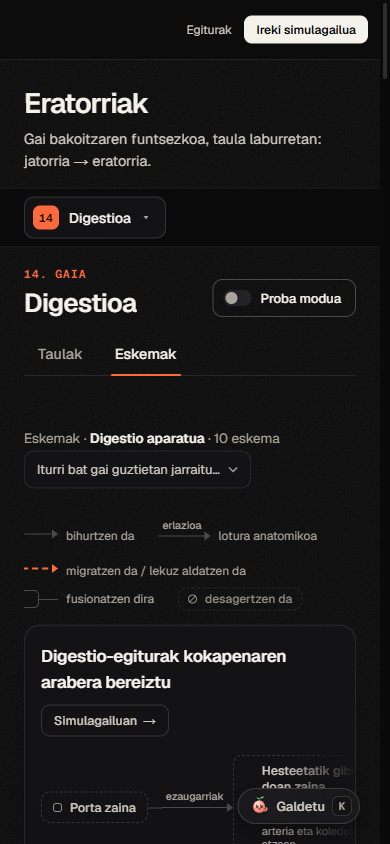 Egiturak
Ireki simulagailua
Eratorriak
Gai bakoitzaren funtsezkoa, taula laburretan:
jatorria → eratorria.
14 Digestioa
14. GAIA
Digestioa
Proba modua
Taulak Eskemak
Eskemak · Digestio aparatua · 10 eskema
Iturri bat gai guztietan jarraitu...
bihurtzen da
erlazioa
lotura anatomikoa
migratzen da / lekuz aldatzen da
fusionatzen dira
desagertzen da
Digestio-egiturak kokapenaren
arabera bereiztu
Simulagailuan →
Hesteetatik
doan zaina
Porta zaina
ezaugarriak
Galdetu K
arteria eta